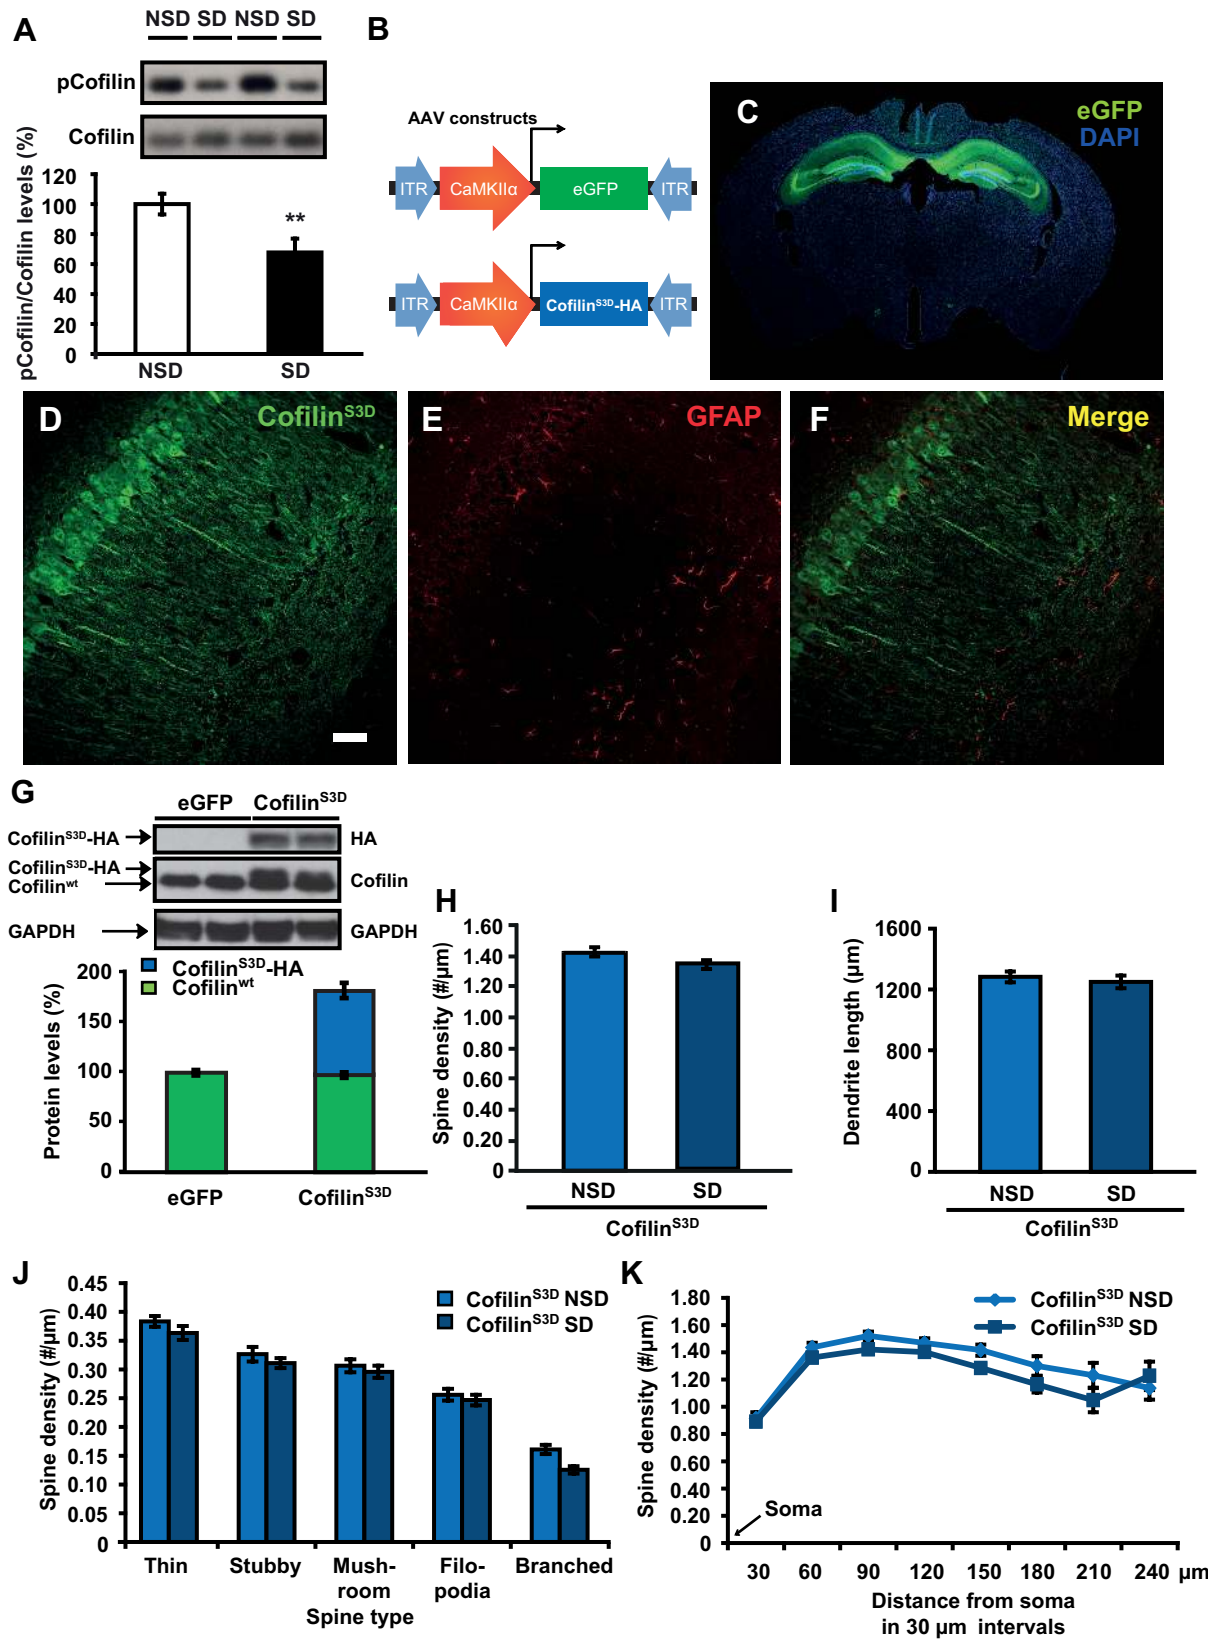 A
NSD SD NSD SD
pCofilin
Cofilin
pCofilin/Cofilin levels (%)
120
100
80
60
40
20
0
**
NSD SD
B
AAV constructs
ITR CaMKIIα eGFP ITR
ITR CaMKIIα Cofilin^S3D-HA ITR
C
eGFP
DAPI
D
Cofilin^S3D
E
GFAP
F
Merge
G
eGFP Cofilin^S3D
Cofilin^S3D-HA HA
Cofilin^S3D-HA
Cofilin^wt Cofilin
GAPDH GAPDH
Cofilin^S3D-HA
Cofilin^wt
Protein levels (%)
200
150
100
50
0
eGFP Cofilin^S3D
H
Spine density (#/µm)
1.60
1.40
1.20
1.00
0.80
0.60
0.40
0.20
0
NSD SD
Cofilin^S3D
I
Dendrite length (µm)
1600
1200
800
400
0
NSD SD
Cofilin^S3D
J
Spine density (#/µm)
0.45
0.40
0.35
0.30
0.25
0.20
0.15
0.10
0.05
0
Cofilin^S3D NSD
Cofilin^S3D SD
Thin Stubby Mush- Filo- Branched
room podia
Spine type
K
Spine density (#/µm)
1.80
1.60
1.40
1.20
1.00
0.80
0.60
0.40
0.20
0
Cofilin^S3D NSD
Cofilin^S3D SD
Soma
30 60 90 120 150 180 210 240 µm
Distance from soma
in 30 µm intervals